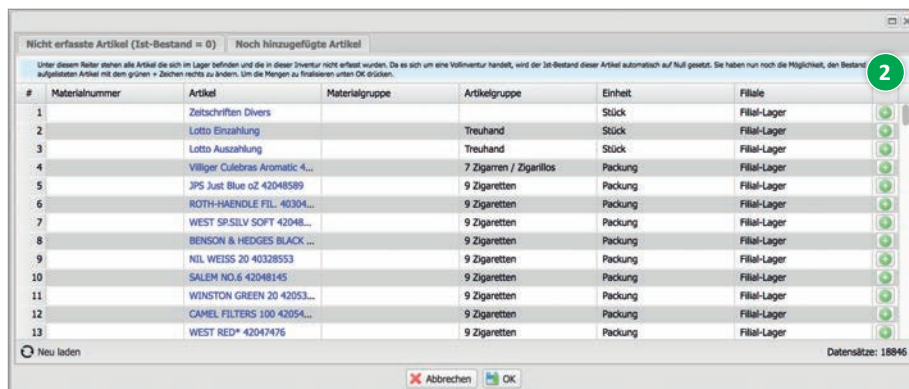 Nicht erfasste Artikel (Ist-Bestand = 0) Noch hinzugefügte Artikel
Unter diesem Reiter stehen alle Artikel die sich im Lager befinden und die in dieser Inventur nicht erfasst wurden. Da es sich um eine Vollinventur handelt, wird der Ist-Bestand dieser Artikel automatisch auf Null gesetzt. Sie haben nun noch die Möglichkeit, den Bestand
aufgelisteten Artikel mit dem grünen + Zeichen rechts zu ändern. Um die Mengen zu finalisieren unten OK drücken.
2
# Materialnummer Artikel Materialgruppe Artikelgruppe Einheit Filiale
1 Zeitschriften Divers Stück Filial-Lager
2 Lotto Einzahlung Treuhand Stück Filial-Lager
3 Lotto Auszahlung Treuhand Stück Filial-Lager
4 Villiger Culebras Aromatic 4... 7 Zigarren / Zigarillos Packung Filial-Lager
5 JPS Just Blue oZ 42048589 9 Zigaretten Packung Filial-Lager
6 ROTH-HAENDLE FIL. 40304... 9 Zigaretten Packung Filial-Lager
7 WEST SP.SILV SOFT 42048... 9 Zigaretten Packung Filial-Lager
8 BENSON & HEDGES BLACK ... 9 Zigaretten Packung Filial-Lager
9 NIL WEISS 20 40328553 9 Zigaretten Packung Filial-Lager
10 SALEM NO.6 42048145 9 Zigaretten Packung Filial-Lager
11 WINSTON GREEN 20 42053... 9 Zigaretten Packung Filial-Lager
12 CAMEL FILTERS 100 42054... 9 Zigaretten Packung Filial-Lager
13 WEST RED* 42047476 9 Zigaretten Packung Filial-Lager
Neu laden Datensätze: 18846
Abbrechen OK